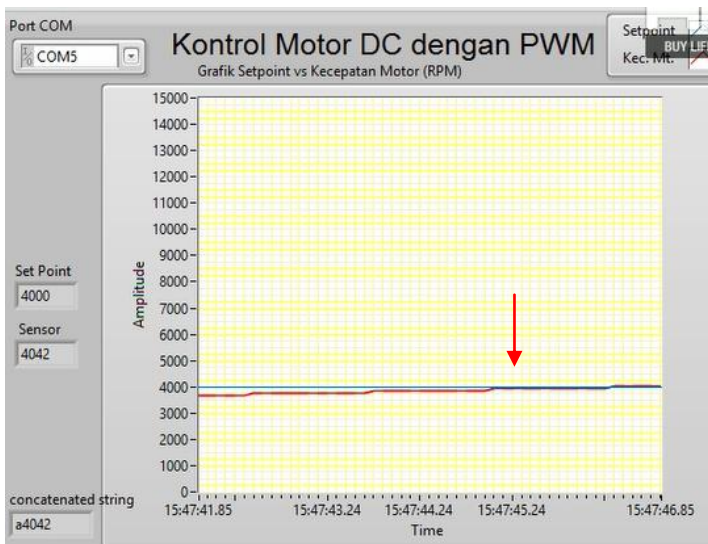 Port COM
COM5
Kontrol Motor DC dengan PWM
Grafik Setpoint vs Kecepatan Motor (RPM)
Setpoint
BUY
Kec. Mt.
15000
14000
13000
12000
11000
10000
9000
8000
7000
6000
5000
4000
3000
2000
1000
0
Amplitude
Set Point
4000
Sensor
4042
concatenated string
a4042
15:47:41.85
15:47:43.24
15:47:44.24
15:47:45.24
15:47:46.85
Time